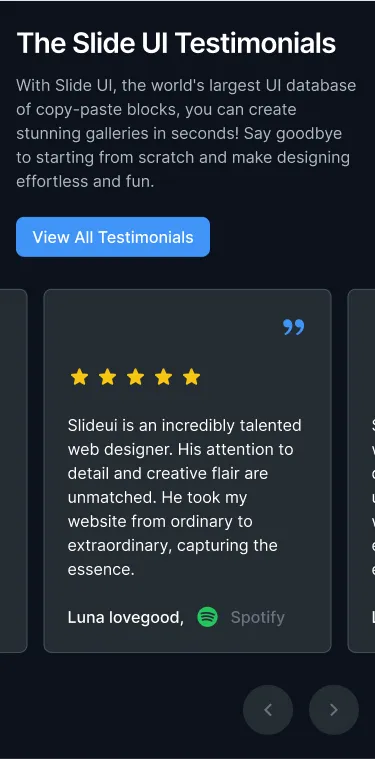 The Slide UI Testimonials
With Slide UI, the world's largest UI database
of copy-paste blocks, you can create
stunning galleries in seconds! Say goodbye
to starting from scratch and make designing
effortless and fun.
View All Testimonials
Slideui is an incredibly talented
web designer. His attention to
detail and creative flair are
unmatched. He took my
website from ordinary to
extraordinary, capturing the
essence.
Luna lovegood, Spotify